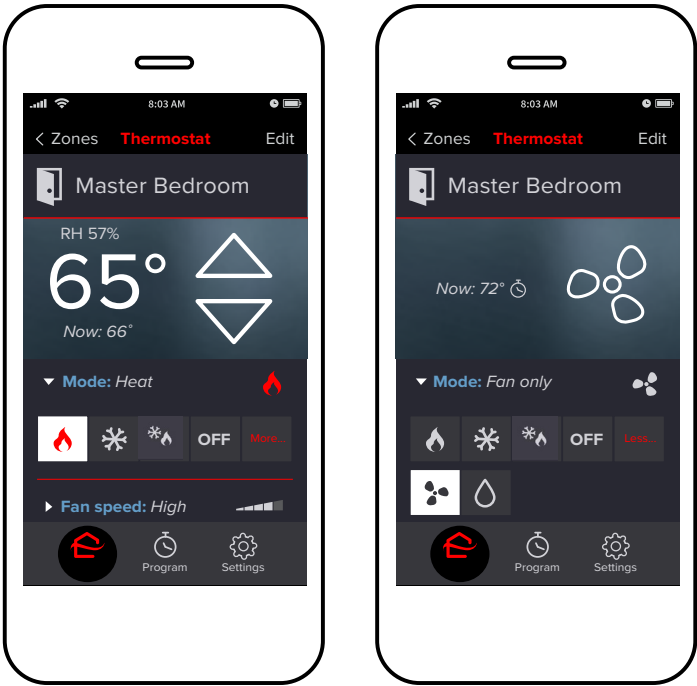 8:03 AM
Zones Thermostat Edit
Master Bedroom
RH 57%
65°
Now: 66°
Mode: Heat
OFF More...
Fan speed: High
Program Settings
8:03 AM
Zones Thermostat Edit
Master Bedroom
Now: 72°
Mode: Fan only
OFF Less...
Program Settings